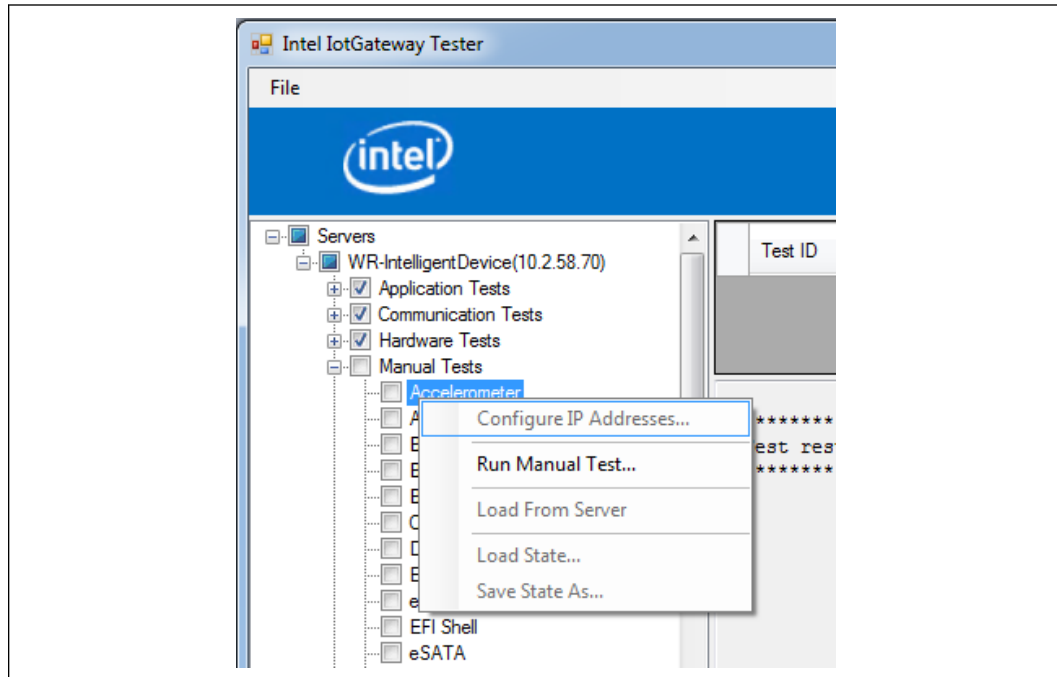 Intel IotGateway Tester
File
intel
Servers
WR-IntelligentDevice(10.2.58.70)
Application Tests
Communication Tests
Hardware Tests
Manual Tests
Accelerometer
EFI Shell
eSATA
Configure IP Addresses...
Run Manual Test...
Load From Server
Load State...
Save State As...
Test ID
*******
est res
*******